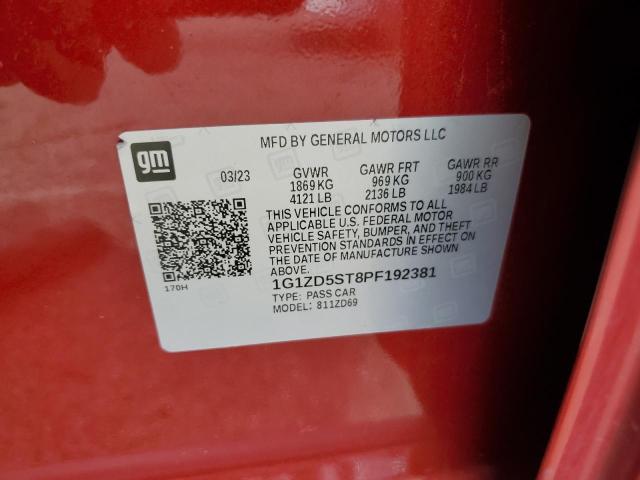 MFD BY GENERAL MOTORS LLC
gm
03/23 GVWR GAWR FRT GAWR RR
1869 KG 969 KG 900 KG
4121 LB 2136 LB 1984 LB
THIS VEHICLE CONFORMS TO ALL
APPLICABLE U.S. FEDERAL MOTOR
VEHICLE SAFETY, BUMPER, AND THEFT
PREVENTION STANDARDS IN EFFECT ON
THE DATE OF MANUFACTURE SHOWN
ABOVE.
170H
1G1ZD5ST8PF192381
TYPE: PASS CAR
MODEL: 811ZD69